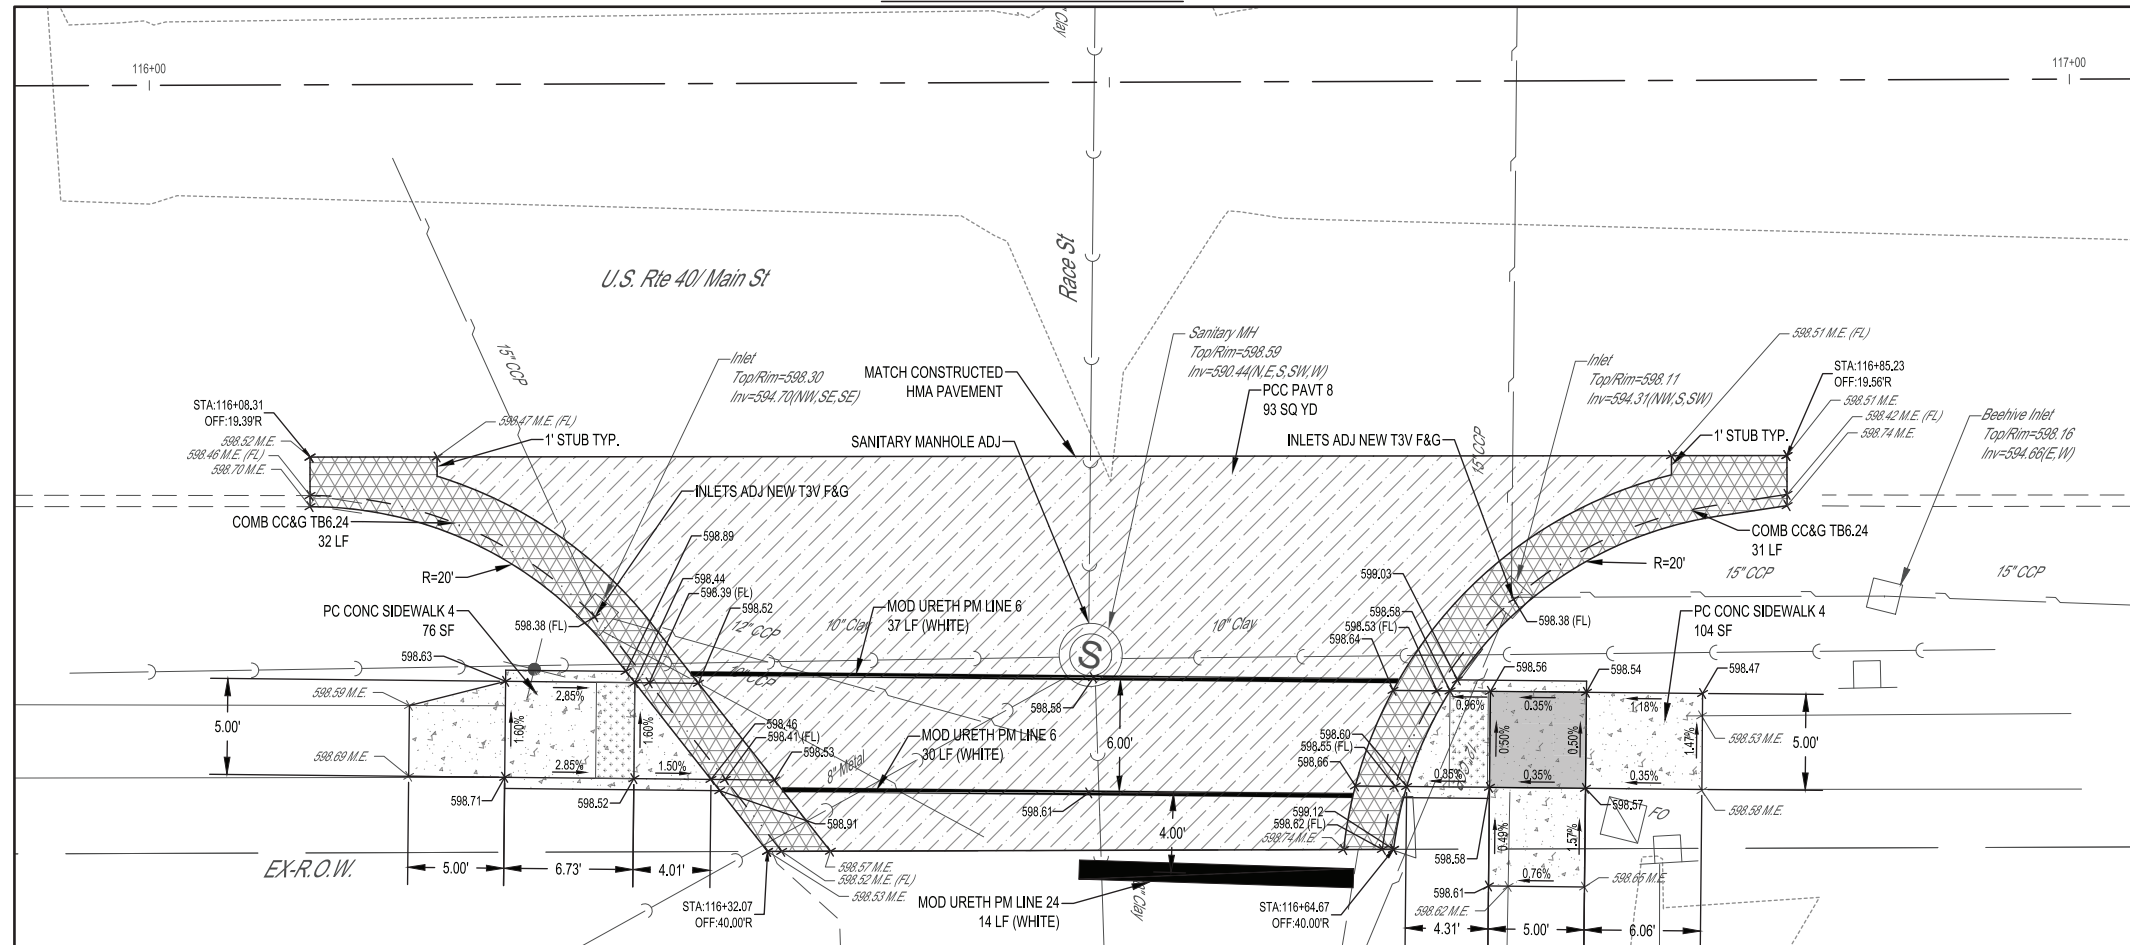 " Clay
116+00
117+00
Race St
U.S. Rte 40/ Main St
15" CCP
Inlet
Top/Rim=598.30
Inv=594.70(NW,SE,SE)
MATCH CONSTRUCTED
HMA PAVEMENT
Sanitary MH
Top/Rim=598.59
Inv=590.44(N,E,S,SW,W)
PCC PAVT 8
93 SQ YD
Inlet
Top/Rim=598.11
Inv=594.31(NW,S,SW)
598.51 M.E. (FL)
STA:116+85.23
OFF:19.56'R
598.51 M.E.
598.42 M.E. (FL)
598.74 M.E.
Beehive Inlet
Top/Rim=598.16
Inv=594.66(E,W)
STA:116+08.31
OFF:19.39'R
598.52 M.E.
598.46 M.E. (FL)
598.70 M.E.
598.47 M.E. (FL)
1' STUB TYP.
SANITARY MANHOLE ADJ
INLETS ADJ NEW T3V F&G
15" CCP
1' STUB TYP.
INLETS ADJ NEW T3V F&G
COMB CC&G TB6.24
32 LF
COMB CC&G TB6.24
31 LF
R=20'
R=20'
15" CCP
15" CCP
598.89
598.44
598.39 (FL)
598.52
599.03
598.58
598.53 (FL)
598.64
PC CONC SIDEWALK 4
76 SF
598.38 (FL)
MOD URETH PM LINE 6
37 LF (WHITE)
12" CCP
10" Clay
10" Clay
S
598.38 (FL)
PC CONC SIDEWALK 4
104 SF
598.63
598.59 M.E.
10" CCP
598.56
598.54
598.47
5.00'
2.85%
1.60%
1.60%
598.58
0.96%
0.35%
1.18%
0.50%
0.50%
1.47%
598.53 M.E.
5.00'
598.69 M.E.
2.85%
1.50%
598.46
598.41 (FL)
598.53
MOD URETH PM LINE 6
30 LF (WHITE)
8" Metal
6.00'
598.60
598.55 (FL)
598.66
0.35%
0.35%
0.35%
598.71
598.52
598.91
598.61
599.12
598.62 (FL)
598.74 M.E.
598.57
598.58 M.E.
FO
4.00'
EX-R.O.W.
5.00'
6.73'
4.01'
598.57 M.E.
598.52 M.E. (FL)
598.53 M.E.
598.58
0.49%
1.57%
0.76%
598.61
598.62 M.E.
598.65 M.E.
STA:116+32.07
OFF:40.00'R
MOD URETH PM LINE 24
14 LF (WHITE)
" Clay
STA:116+64.67
OFF:40.00'R
4.31'
5.00'
6.06'